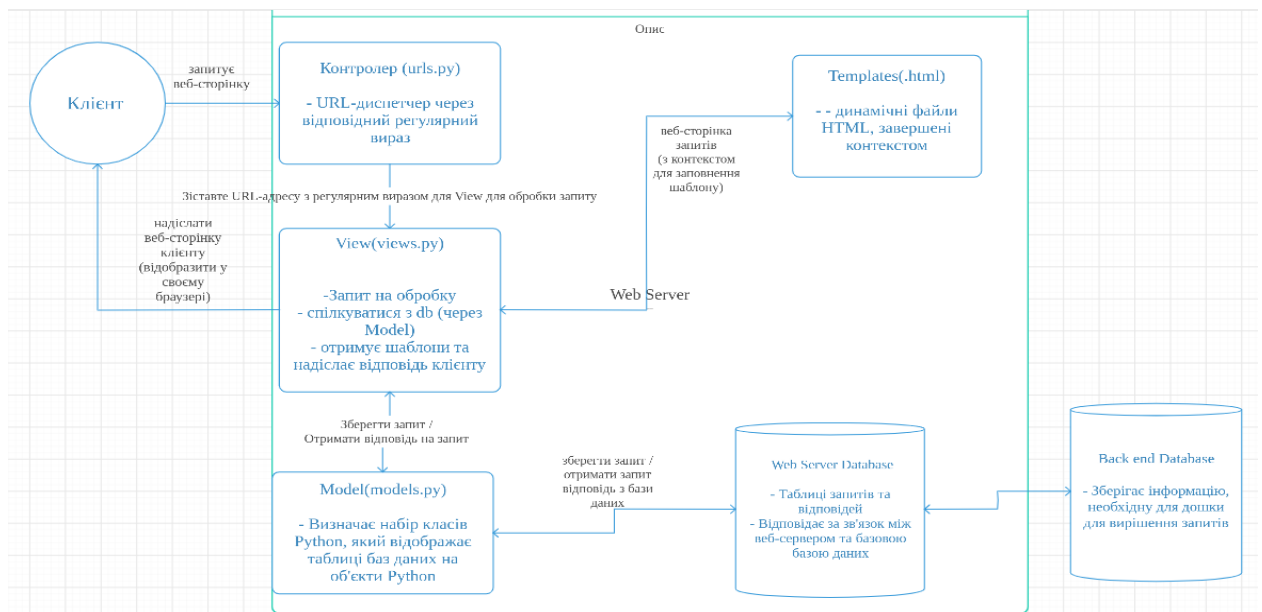 Опис
Клієнт
запитує
веб-сторінку
Контролер (urls.py)
- URL-диспетчер через
відповідний регулярний
вираз
Templates(.html)
- - динамічні файли
HTML, завершені
контекстом
веб-сторінка
запитів
(з контекстом
для заповнення
шаблону)
Зіставте URL-адресу з регулярним виразом для View для обробки запиту
надіслати
веб-сторінку
клієнту
(відобразити у
своєму
браузері)
View(views.py)
-Запит на обробку
- спілкуватися з db (через
Model)
- отримує шаблони та
надіслає відповідь клієнту
Web Server
Зберегти запит /
Отримати відповідь на запит
Model(models.py)
- Визначає набір класів
Python, який відображає
таблиці баз даних на
об'єкти Python
зберегти запит /
отримати запит
відповідь з бази
даних
Web Server Database
- Таблиці запитів та
відповідей
- Відповідає за зв'язок між
веб-сервером та базовою
базою даних
Back end Database
- Зберігає інформацію,
необхідну для дошки
для вирішення запитів